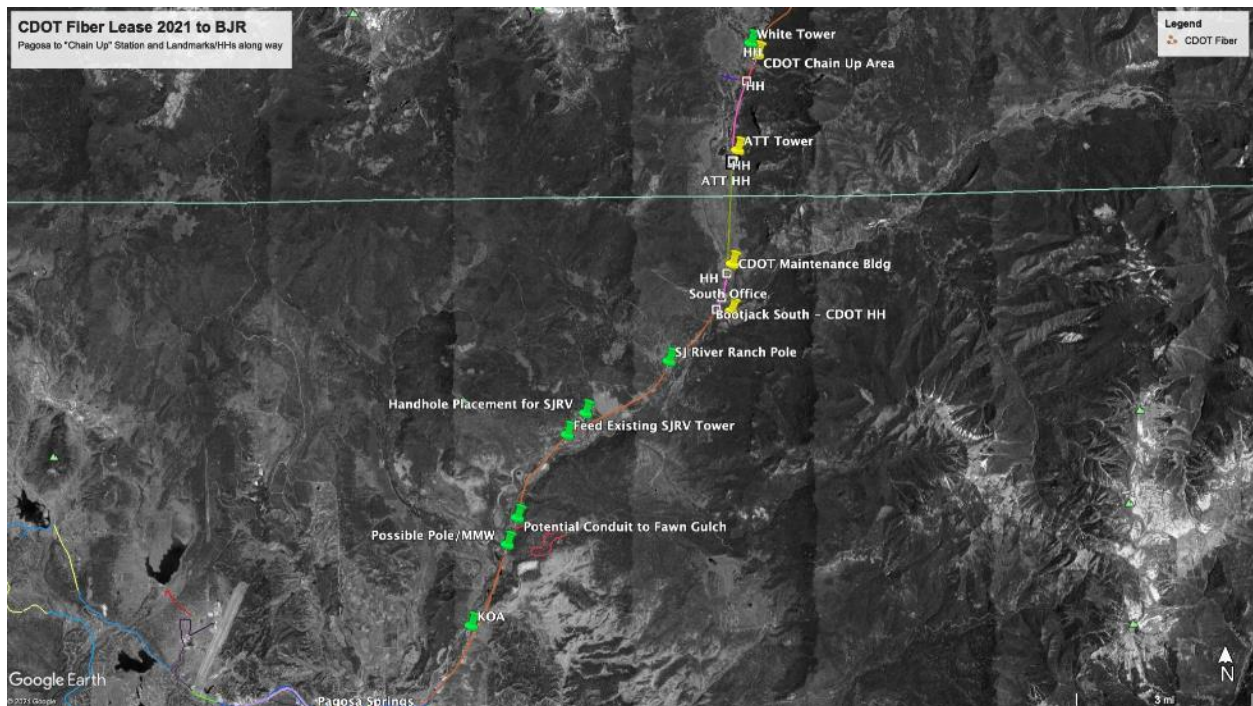 CDOT Fiber Lease 2021 to BJR
Pagosa to "Chain Up" Station and Landmarks/HHs along way
Legend
CDOT Fiber
White Tower
HH
CDOT Chain Up Area
HH
ATT Tower
HH
ATT HH
CDOT Maintenance Bldg
HH
South Office
Bootjack South - CDOT HH
SJ River Ranch Pole
Handhole Placement for SJRV
Feed Existing SJRV Tower
Potential Conduit to Fawn Gulch
Possible Pole/MMW
KOA
Pagosa Springs
Google Earth
© 2021 Google
N
3 mi